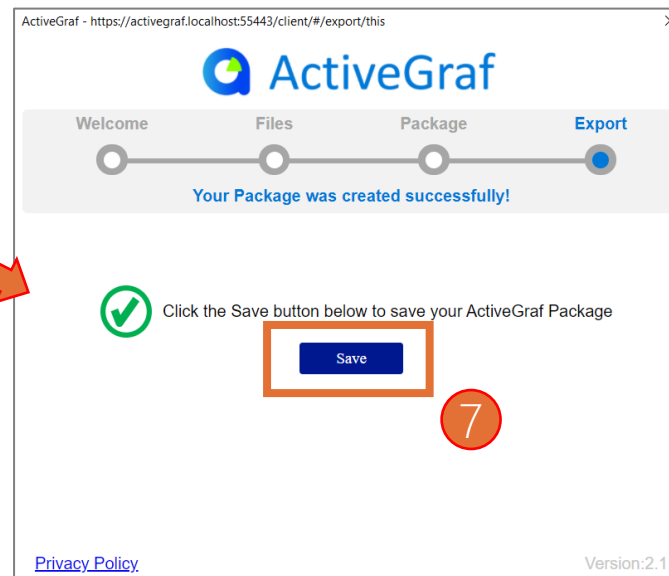 ActiveGraf - https://activegraf.localhost:55443/client/#/export/this
ActiveGraf
Welcome Files Package Export
Your Package was created successfully!
Click the Save button below to save your ActiveGraf Package
Save
7
Privacy Policy Version:2.1